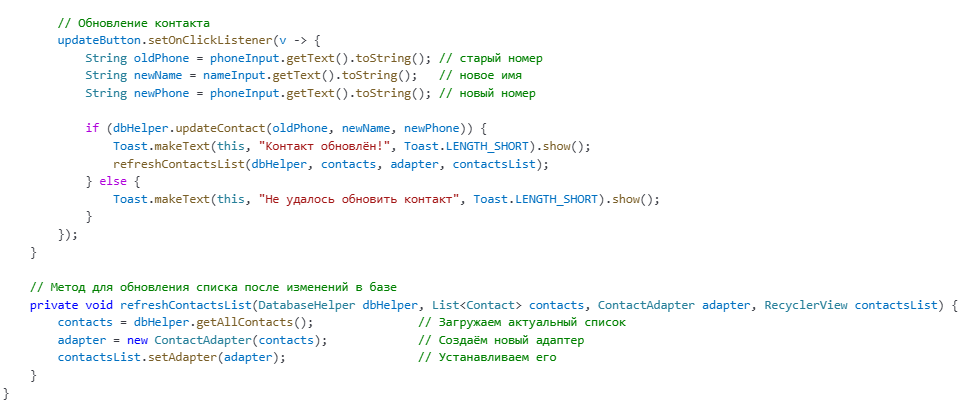 // Обновление контакта
        updateButton.setOnClickListener(v -> {
            String oldPhone = phoneInput.getText().toString(); // старый номер
            String newName = nameInput.getText().toString();   // новое имя
            String newPhone = phoneInput.getText().toString(); // новый номер

            if (dbHelper.updateContact(oldPhone, newName, newPhone)) {
                Toast.makeText(this, "Контакт обновлён!", Toast.LENGTH_SHORT).show();
                refreshContactsList(dbHelper, contacts, adapter, contactsList);
            } else {
                Toast.makeText(this, "Не удалось обновить контакт", Toast.LENGTH_SHORT).show();
            }
        });
    }

    // Метод для обновления списка после изменений в базе
    private void refreshContactsList(DatabaseHelper dbHelper, List<Contact> contacts, ContactAdapter adapter, RecyclerView contactsList) {
        contacts = dbHelper.getAllContacts();               // Загружаем актуальный список
        adapter = new ContactAdapter(contacts);             // Создаём новый адаптер
        contactsList.setAdapter(adapter);                   // Устанавливаем его
    }
}